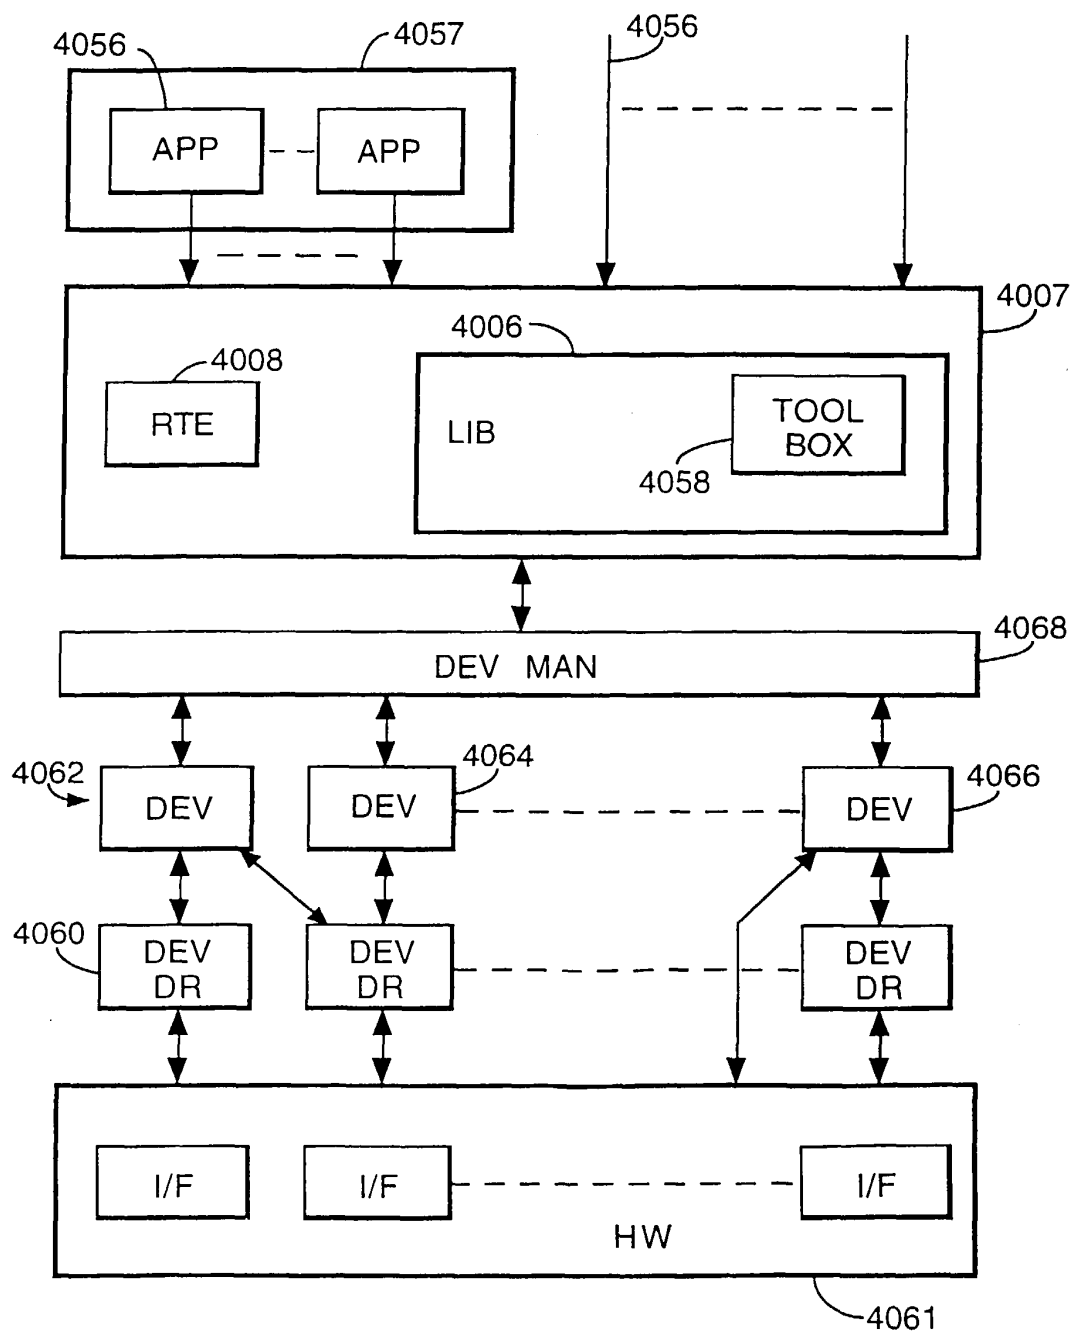 4056
4057
4056
APP
APP
4007
4006
4008
RTE
LIB
TOOL
BOX
4058
4068
DEV MAN
4062
4064
4066
DEV
DEV
DEV
4060
DEV
DR
DEV
DR
DEV
DR
I/F
I/F
I/F
HW
4061